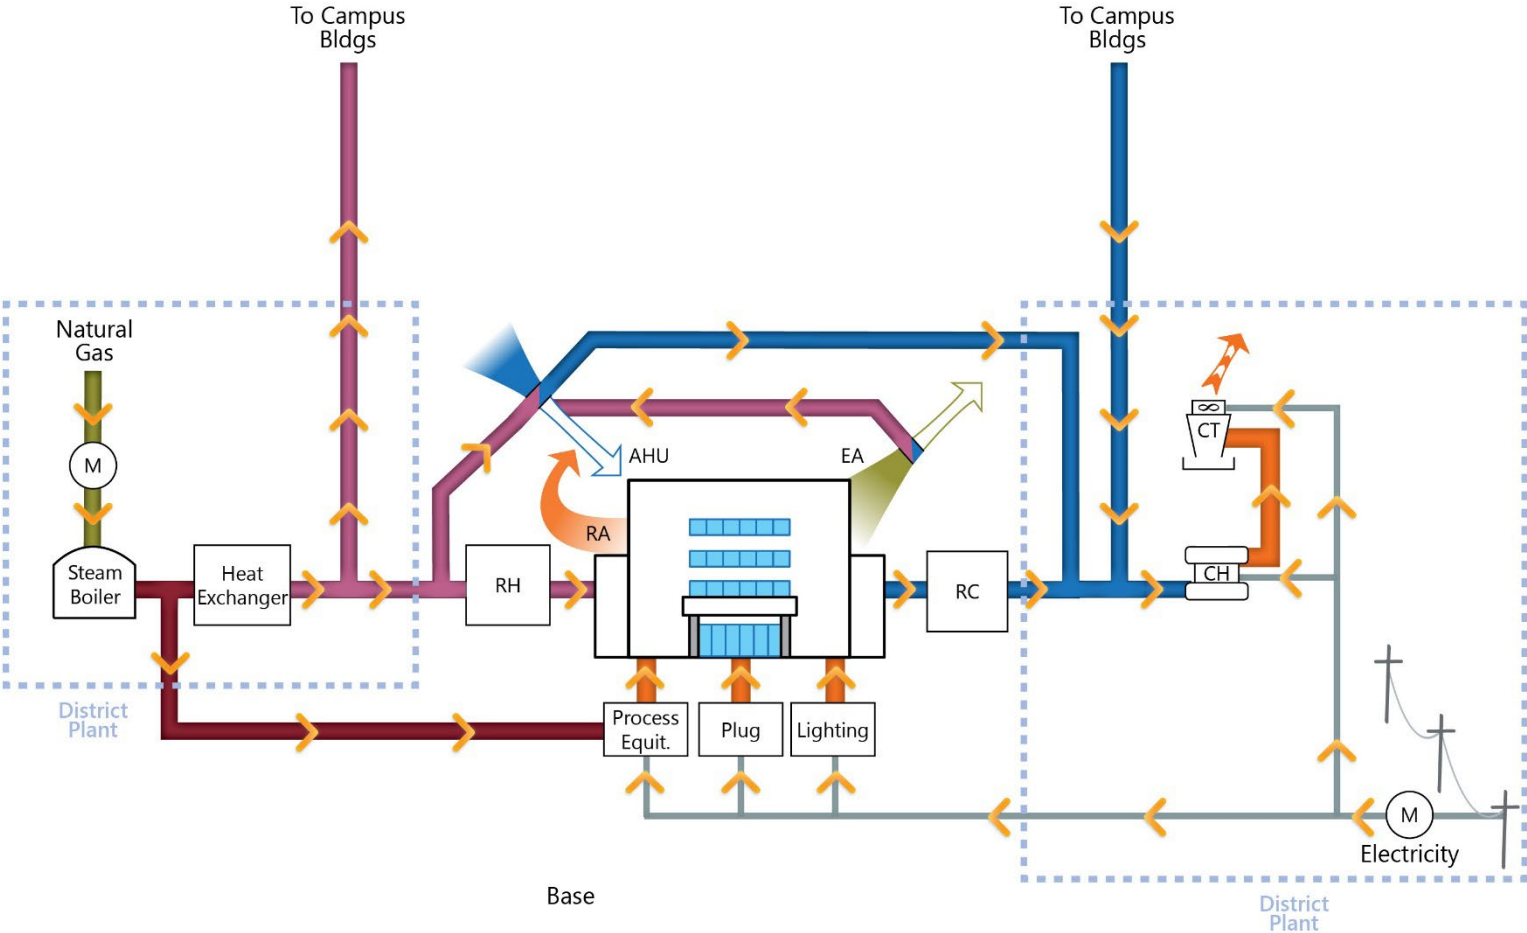 To Campus
Bldgs
To Campus
Bldgs
Natural
Gas
M
Steam
Boiler
Heat
Exchanger
RH
RA
AHU
EA
RC
CT
CH
District
Plant
Process
Equit.
Plug
Lighting
M
Electricity
Base
District
Plant